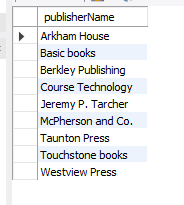 publisherName
Arkham House
Basic books
Berkley Publishing
Course Technology
Jeremy P. Tarcher
McPherson and Co.
Taunton Press
Touchstone books
Westview Press